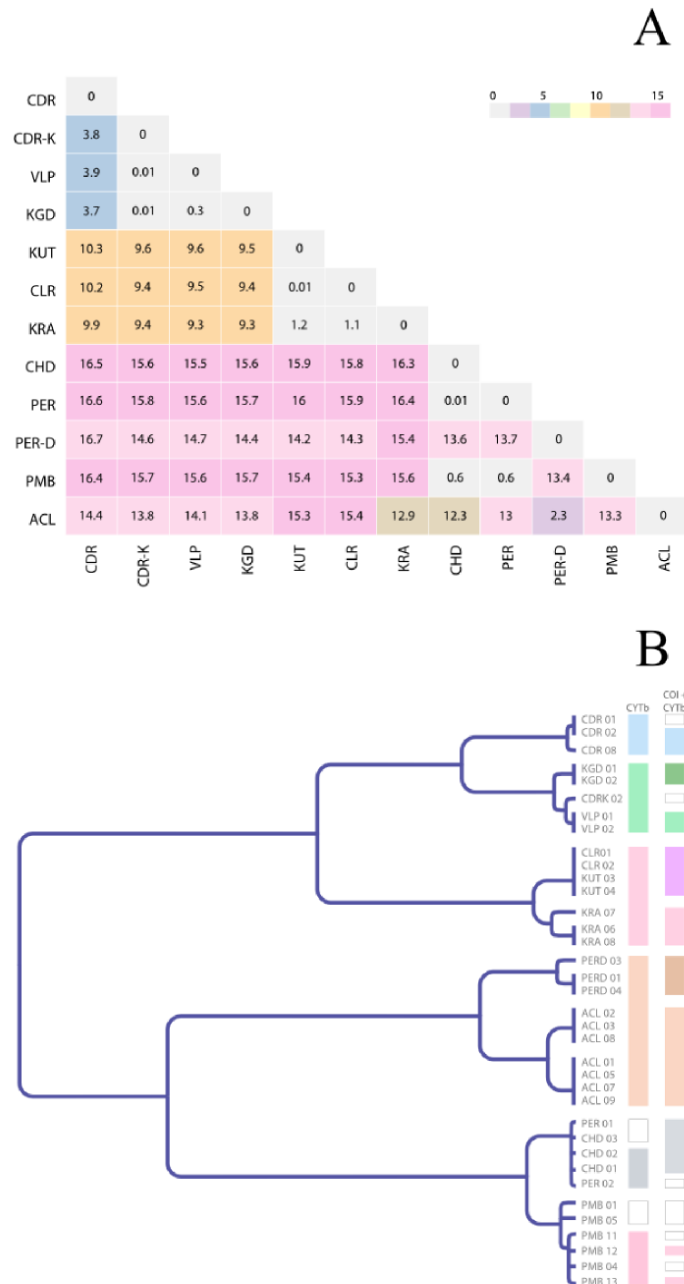 A
0 5 10 15
CDR 0
CDR-K 3.8 0
VLP 3.9 0.01 0
KGD 3.7 0.01 0.3 0
KUT 10.3 9.6 9.6 9.5 0
CLR 10.2 9.4 9.5 9.4 0.01 0
KRA 9.9 9.4 9.3 9.3 1.2 1.1 0
CHD 16.5 15.6 15.5 15.6 15.9 15.8 16.3 0
PER 16.6 15.8 15.6 15.7 16 15.9 16.4 0.01 0
PER-D 16.7 14.6 14.7 14.4 14.2 14.3 15.4 13.6 13.7 0
PMB 16.4 15.7 15.6 15.7 15.4 15.3 15.6 0.6 0.6 13.4 0
ACL 14.4 13.8 14.1 13.8 15.3 15.4 12.9 12.3 13 2.3 13.3 0
CDR CDR-K VLP KGD KUT CLR KRA CHD PER PER-D PMB ACL
B
COI +
CYTb CYTb
CDR 01
CDR 02
CDR 08
KGD 01
KGD 02
CDRK 02
VLP 01
VLP 02
CLR01
CLR 02
KUT 03
KUT 04
KRA 07
KRA 06
KRA 08
PERD 03
PERD 01
PERD 04
ACL 02
ACL 03
ACL 08
ACL 01
ACL 05
ACL 07
ACL 09
PER 01
CHD 03
CHD 02
CHD 01
PER 02
PMB 01
PMB 05
PMB 11
PMB 12
PMB 04
PMB 13